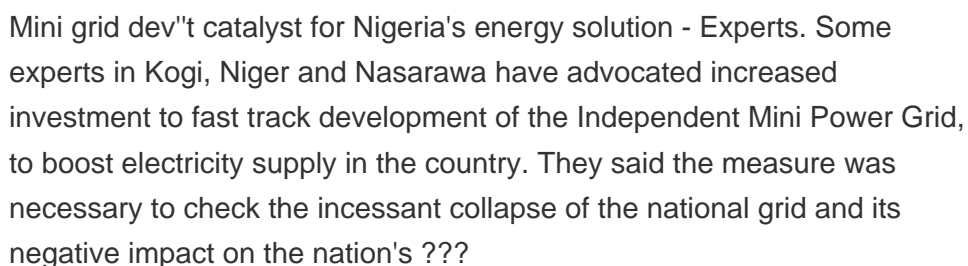 Mini grid dev"t catalyst for Nigeria's energy solution - Experts. Some
experts in Kogi, Niger and Nasarawa have advocated increased
investment to fast track development of the Independent Mini Power Grid,
to boost electricity supply in the country. They said the measure was
necessary to check the incessant collapse of the national grid and its
negative impact on the nation's ???